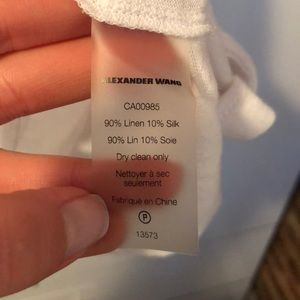 ALEXANDER WANG
CA00985
90% Linen 10% Silk
90% Lin 10% Soie
Dry clean only
Nettoyer à sec
seulement
Fabriqué en Chine
P
13573